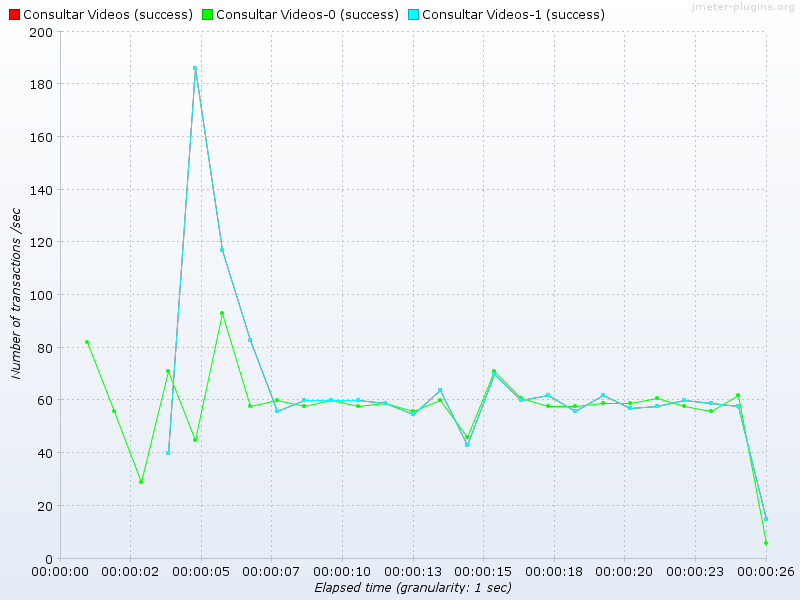 jmeter-plugins.org
Consultar Videos (success) Consultar Videos-0 (success) Consultar Videos-1 (success)
Number of transactions /sec
200
180
160
140
120
100
80
60
40
20
0
00:00:00 00:00:02 00:00:05 00:00:07 00:00:10 00:00:13 00:00:15 00:00:18 00:00:20 00:00:23 00:00:26
Elapsed time (granularity: 1 sec)